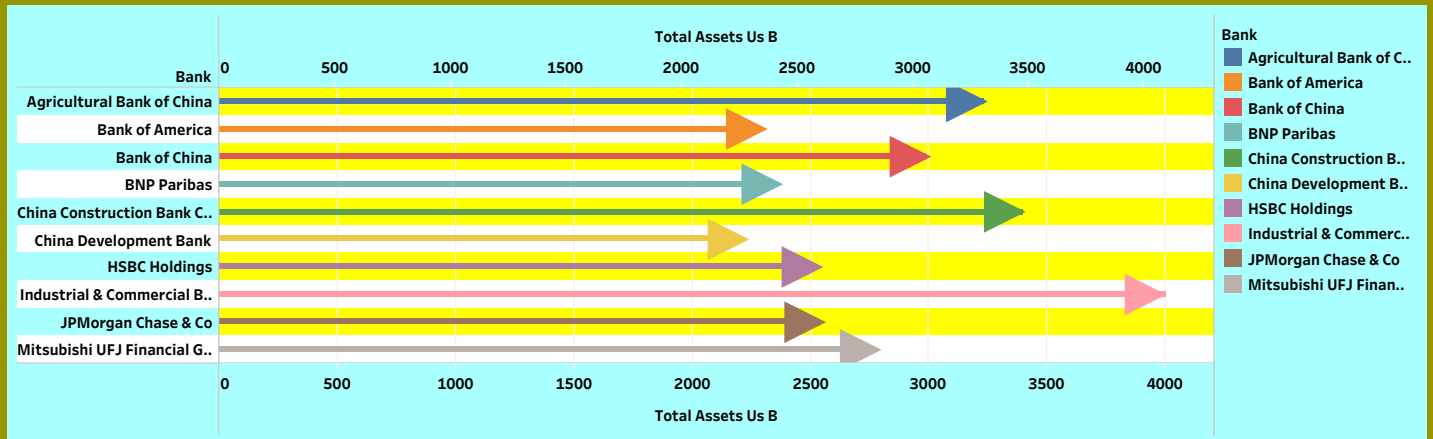 Total Assets Us B
Bank
0 500 1000 1500 2000 2500 3000 3500 4000
Agricultural Bank of China
Bank of America
Bank of China
BNP Paribas
China Construction Bank C..
China Development Bank
HSBC Holdings
Industrial & Commercial B..
JPMorgan Chase & Co
Mitsubishi UFJ Financial G..
0 500 1000 1500 2000 2500 3000 3500 4000
Total Assets Us B
Bank
Agricultural Bank of C..
Bank of America
Bank of China
BNP Paribas
China Construction B..
China Development B..
HSBC Holdings
Industrial & Commerc..
JPMorgan Chase & Co
Mitsubishi UFJ Finan..